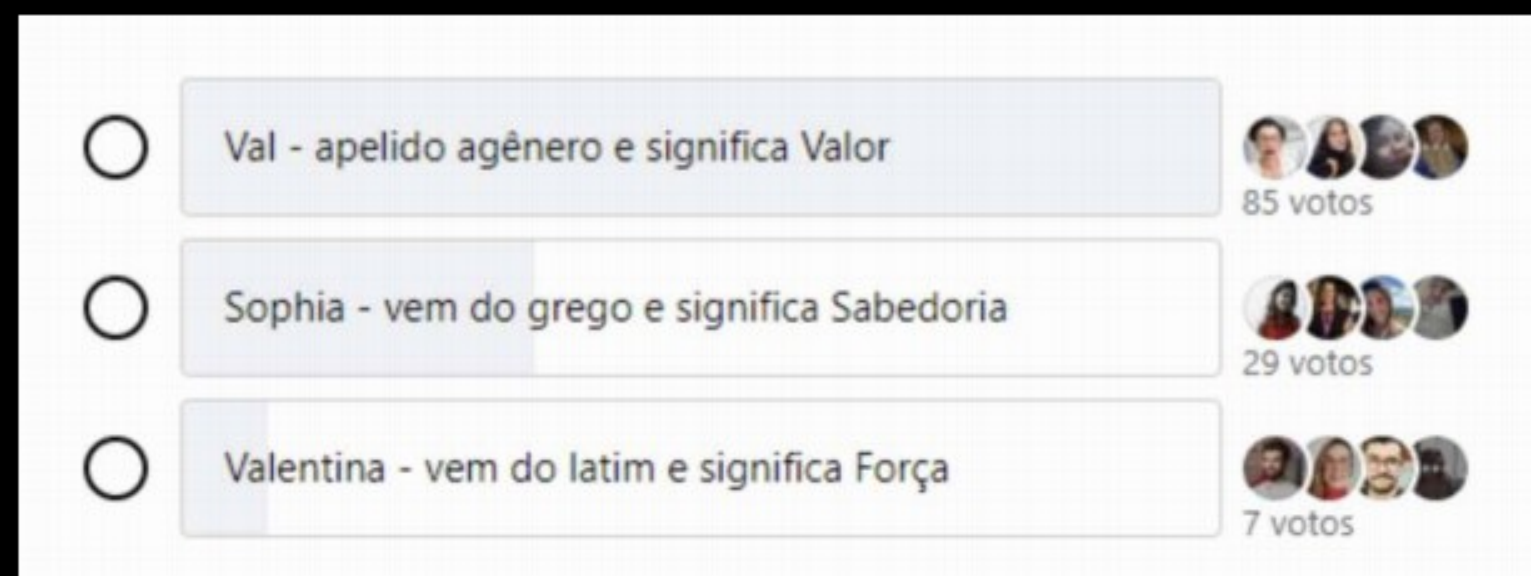 Val - apelido agênero e significa Valor
85 votos
Sophia - vem do grego e significa Sabedoria
29 votos
Valentina - vem do latim e significa Força
7 votos